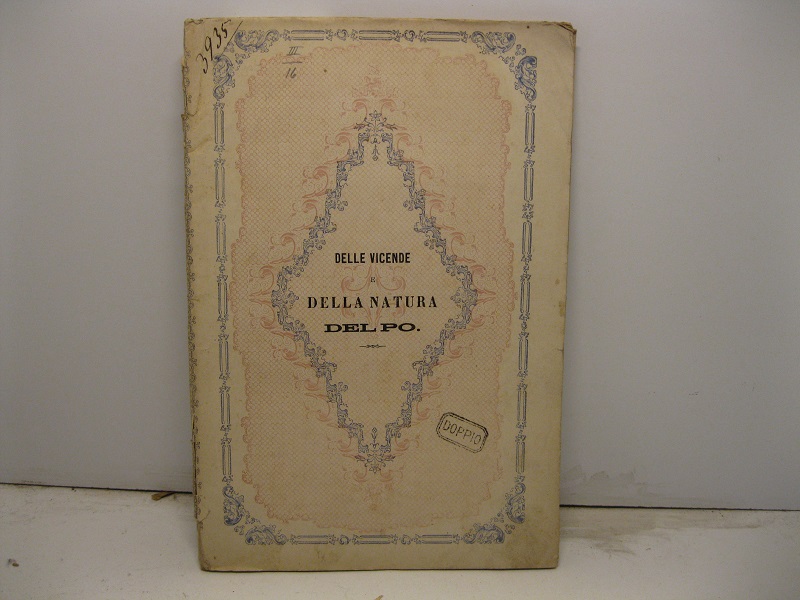 3935
III
16
DELLE VICENDE
E
DELLA NATURA
DEL PO.
DOPPIO